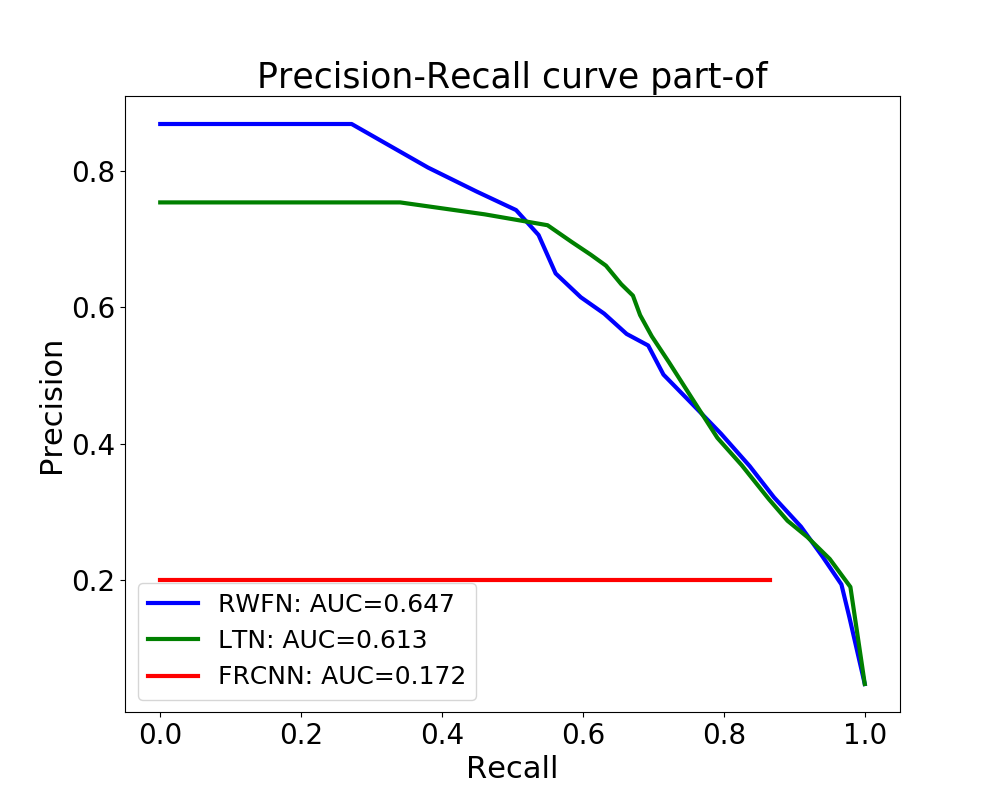 Precision-Recall curve part-of
Precision
0.8
0.6
0.4
0.2
RWFN: AUC=0.647
LTN: AUC=0.613
FRCNN: AUC=0.172
0.0 0.2 0.4 0.6 0.8 1.0
Recall